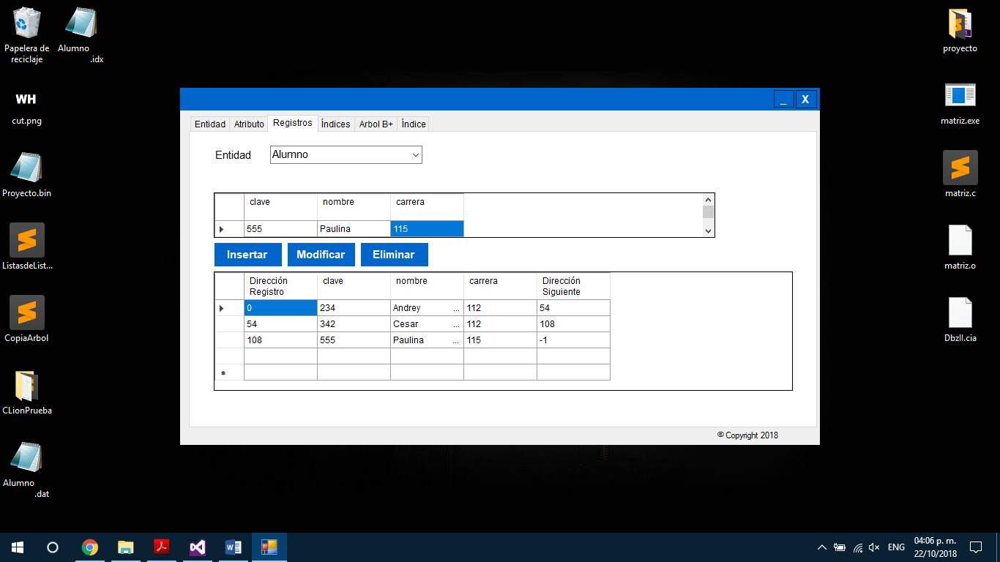 Papelera de
reciclaje
Alumno
.idx
WH
cut.png
Proyecto.bin
ListasdeList...
CopiaArbol
CLionPrueba
Alumno
.dat
_ X
Entidad Atributo Registros Índices Arbol B+ Índice
Entidad Alumno
clave nombre carrera
555 Paulina 115
Insertar Modificar Eliminar
Dirección
Registro clave nombre carrera Dirección
Siguiente
0 234 Andrey ... 112 54
54 342 Cesar ... 112 108
108 555 Paulina ... 115 -1
*
© Copyright 2018
proyecto
matriz.exe
matriz.c
matriz.o
Dbzll.cia
ENG
04:06 p. m.
22/10/2018